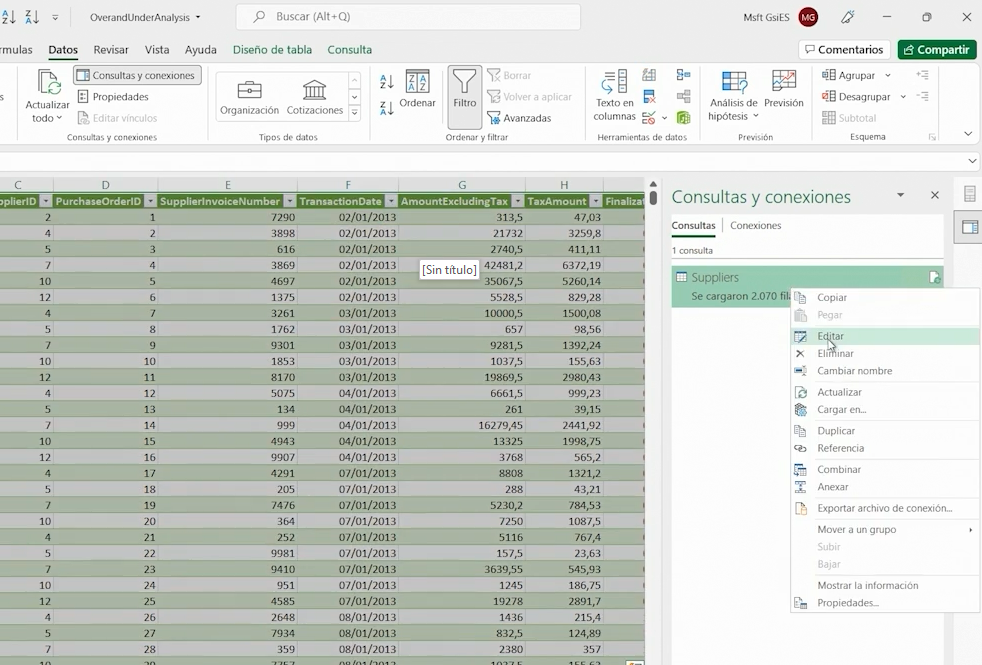 OverandUnderAnalysis
Buscar (Alt+Q)
Msft GsiES MG
Datos Revisar Vista Ayuda Diseño de tabla Consulta
Comentarios Compartir
Actualizar todo
Consultas y conexiones
Propiedades
Editar vínculos
Consultas y conexiones
Organización Cotizaciones
Tipos de datos
Ordenar
Filtro
Borrar
Volver a aplicar
Avanzadas
Ordenar y filtrar
Texto en columnas
Herramientas de datos
Análisis de hipótesis Previsión
Previsión
Agrupar
Desagrupar
Subtotal
Esquema
C D E F G H
PurchaseOrderID SupplierInvoiceNumber TransactionDate AmountExcludingTax TaxAmount
2 1 7290 02/01/2013 313,5 47,03
4 2 3898 02/01/2013 21732 3259,8
5 3 616 02/01/2013 2740,5 411,11
7 4 3869 02/01/2013 42481,2 6372,19
10 5 4697 02/01/2013 35067,5 5260,14
12 6 1375 02/01/2013 5528,5 829,28
4 7 3261 03/01/2013 10000,5 1500,08
5 8 1762 03/01/2013 657 98,56
7 9 9301 03/01/2013 9281,5 1392,24
10 10 1853 03/01/2013 1037,5 155,63
12 11 8170 03/01/2013 19869,5 2980,43
4 12 5075 04/01/2013 6661,5 999,23
5 13 134 04/01/2013 261 39,15
7 14 999 04/01/2013 16279,45 2441,92
10 15 4943 04/01/2013 13325 1998,75
12 16 9907 04/01/2013 3768 565,2
4 17 4291 07/01/2013 8808 1321,2
5 18 205 07/01/2013 288 43,21
7 19 7476 07/01/2013 5230,2 784,53
10 20 364 07/01/2013 7250 1087,5
4 21 252 07/01/2013 5116 767,4
5 22 9981 07/01/2013 157,5 23,63
7 23 9410 07/01/2013 3639,55 545,93
10 24 951 07/01/2013 1245 186,75
12 25 4585 07/01/2013 19278 2891,7
4 26 2648 08/01/2013 1436 215,4
5 27 7934 08/01/2013 832,5 124,89
7 28 359 08/01/2013 2380 357
[Sin título]
Consultas y conexiones
Consultas Conexiones
1 consulta
Suppliers
Se cargaron 2.070
Copiar
Pegar
Editar
Eliminar
Cambiar nombre
Actualizar
Cargar en...
Duplicar
Referencia
Combinar
Anexar
Exportar archivo de conexión...
Mover a un grupo
Subir
Bajar
Mostrar la información
Propiedades...